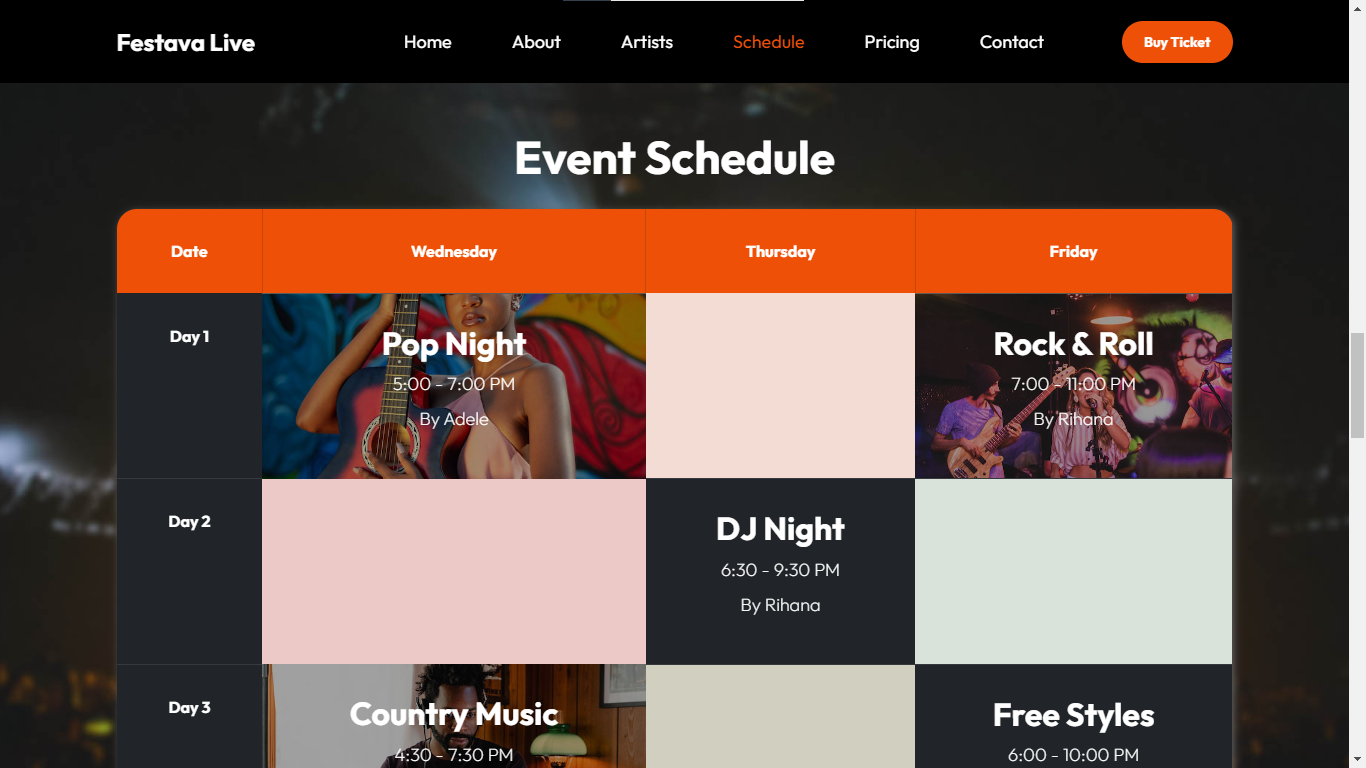 Festava Live
Home
About
Artists
Schedule
Pricing
Contact
Buy Ticket
Event Schedule
Date
Wednesday
Thursday
Friday
Day 1
Pop Night
5:00 - 7:00 PM
By Adele
Rock & Roll
7:00 - 11:00 PM
By Rihana
Day 2
DJ Night
6:30 - 9:30 PM
By Rihana
Day 3
Country Music
4:30 - 7:30 PM
Free Styles
6:00 - 10:00 PM